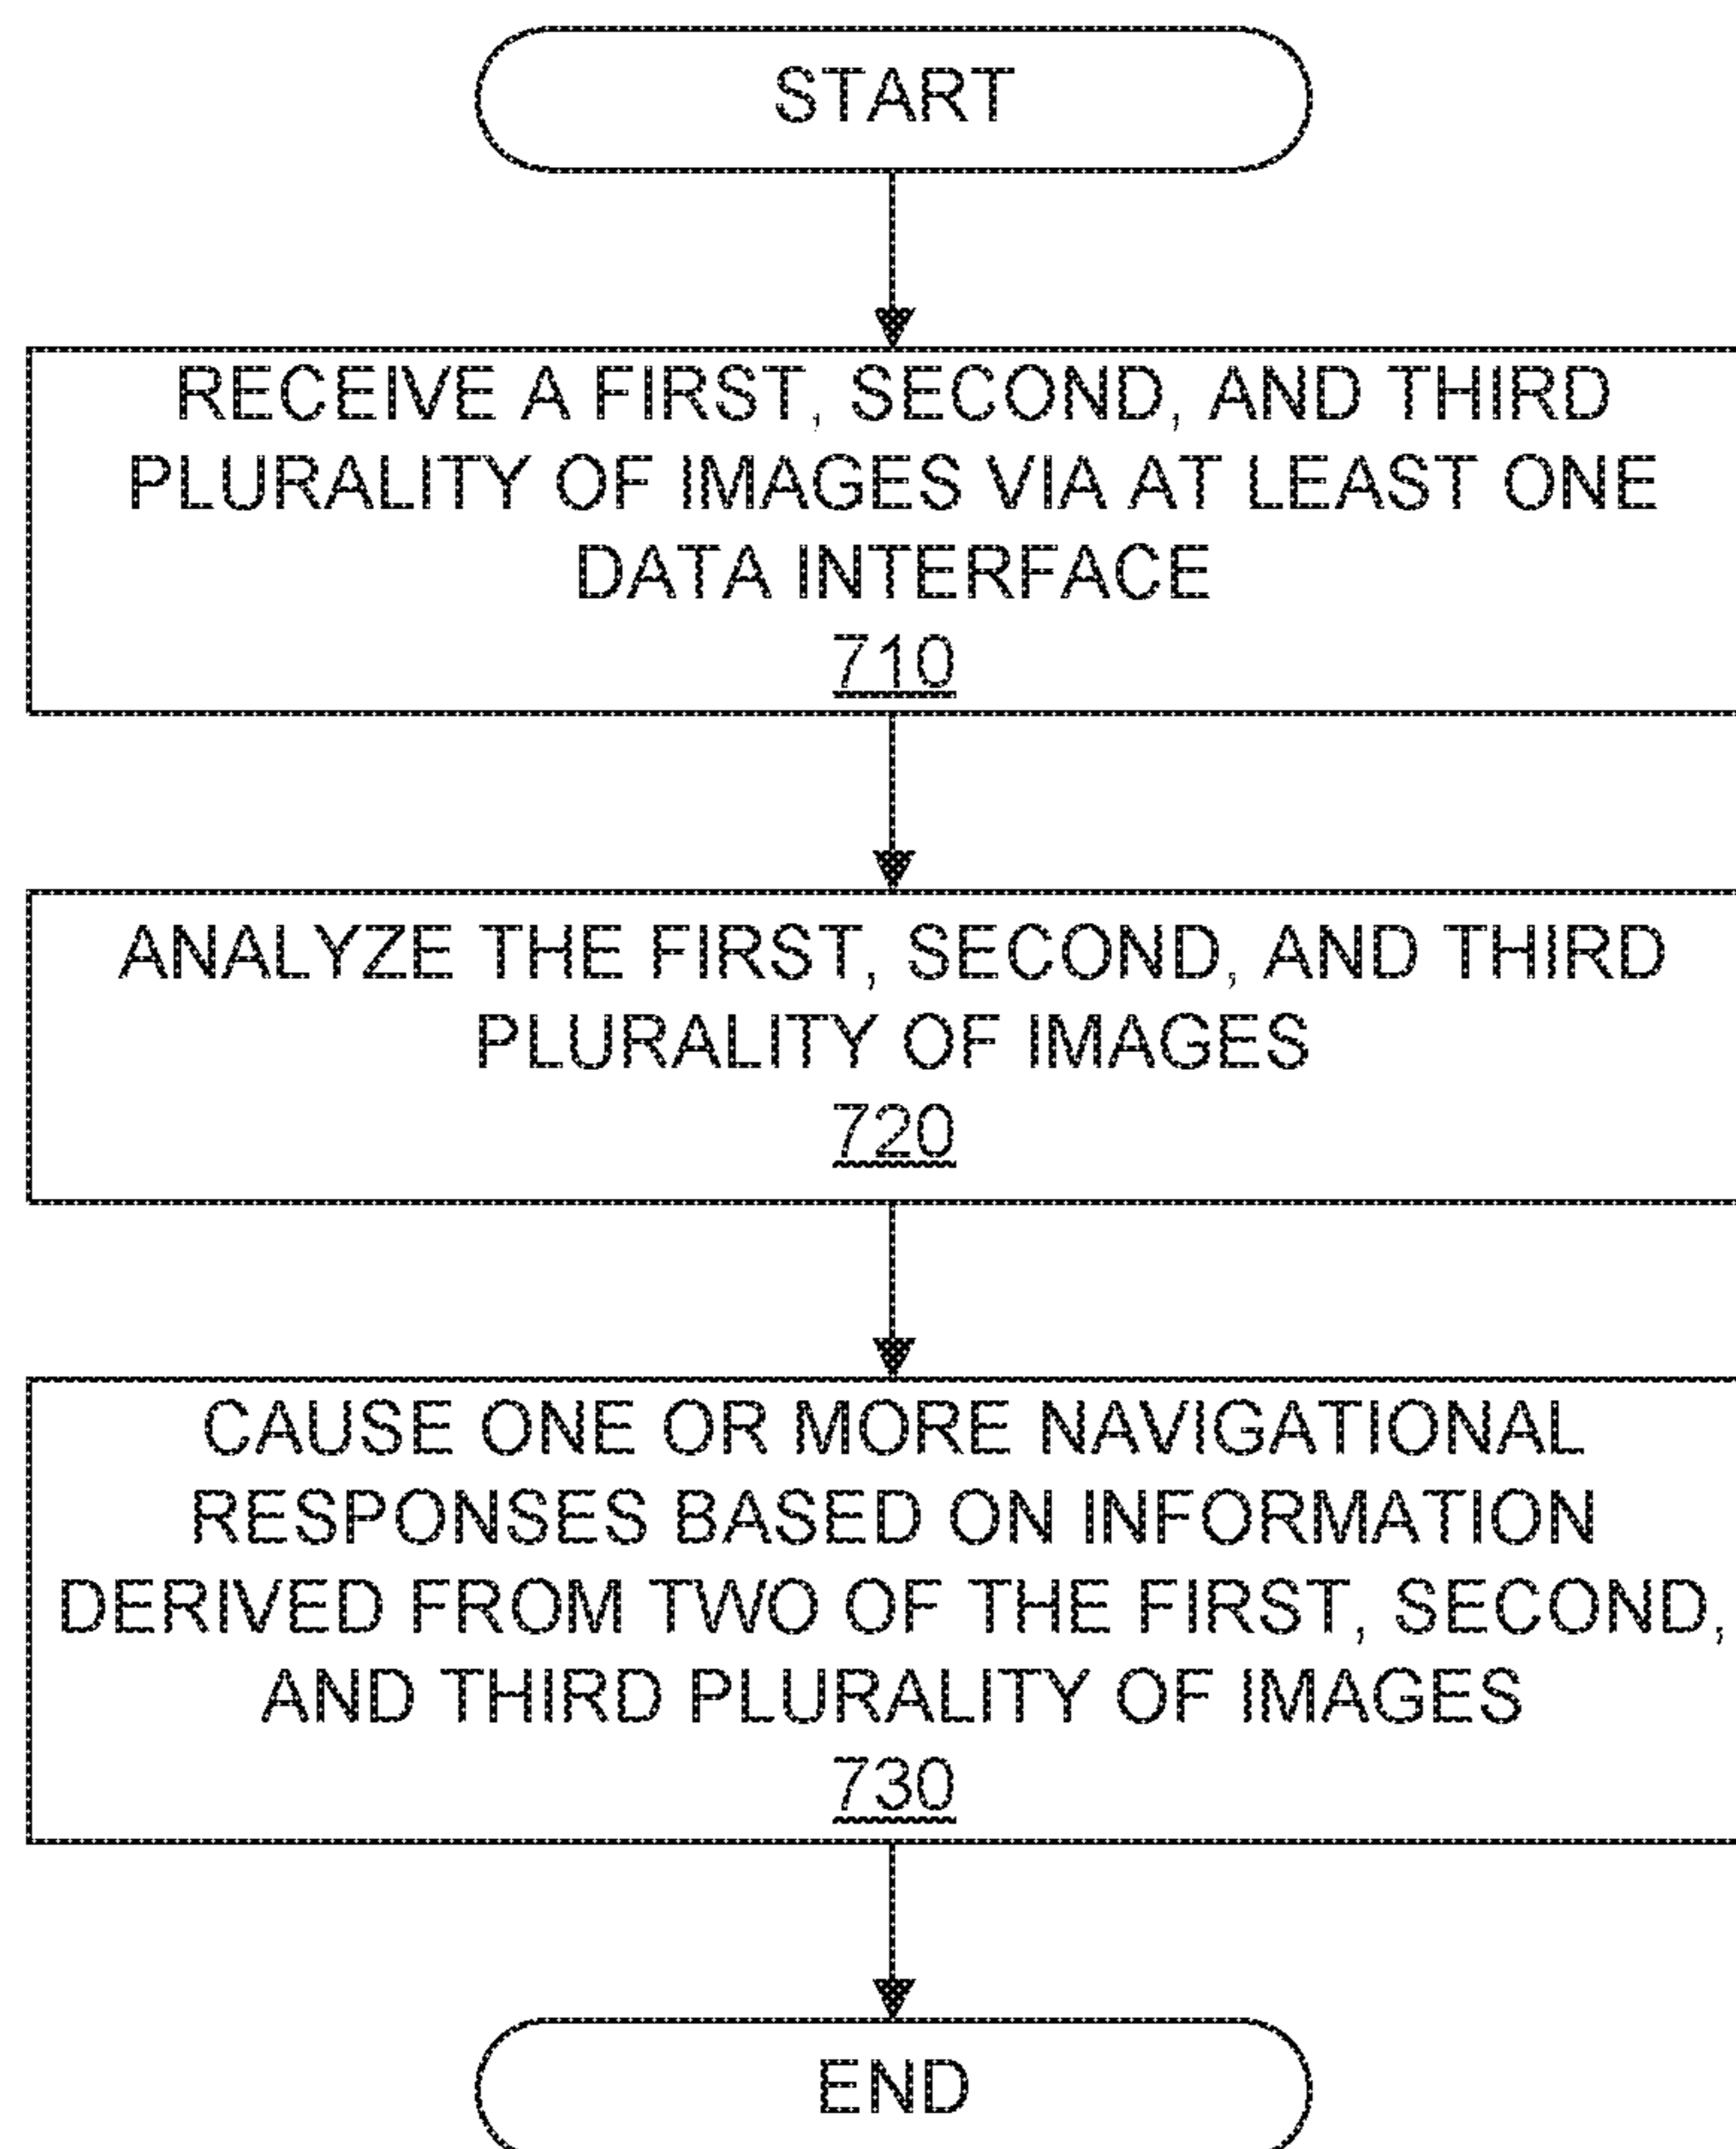 START
RECEIVE A FIRST, SECOND, AND THIRD
PLURALITY OF IMAGES VIA AT LEAST ONE
DATA INTERFACE
710
ANALYZE THE FIRST, SECOND, AND THIRD
PLURALITY OF IMAGES
720
CAUSE ONE OR MORE NAVIGATIONAL
RESPONSES BASED ON INFORMATION
DERIVED FROM TWO OF THE FIRST, SECOND,
AND THIRD PLURALITY OF IMAGES
730
END